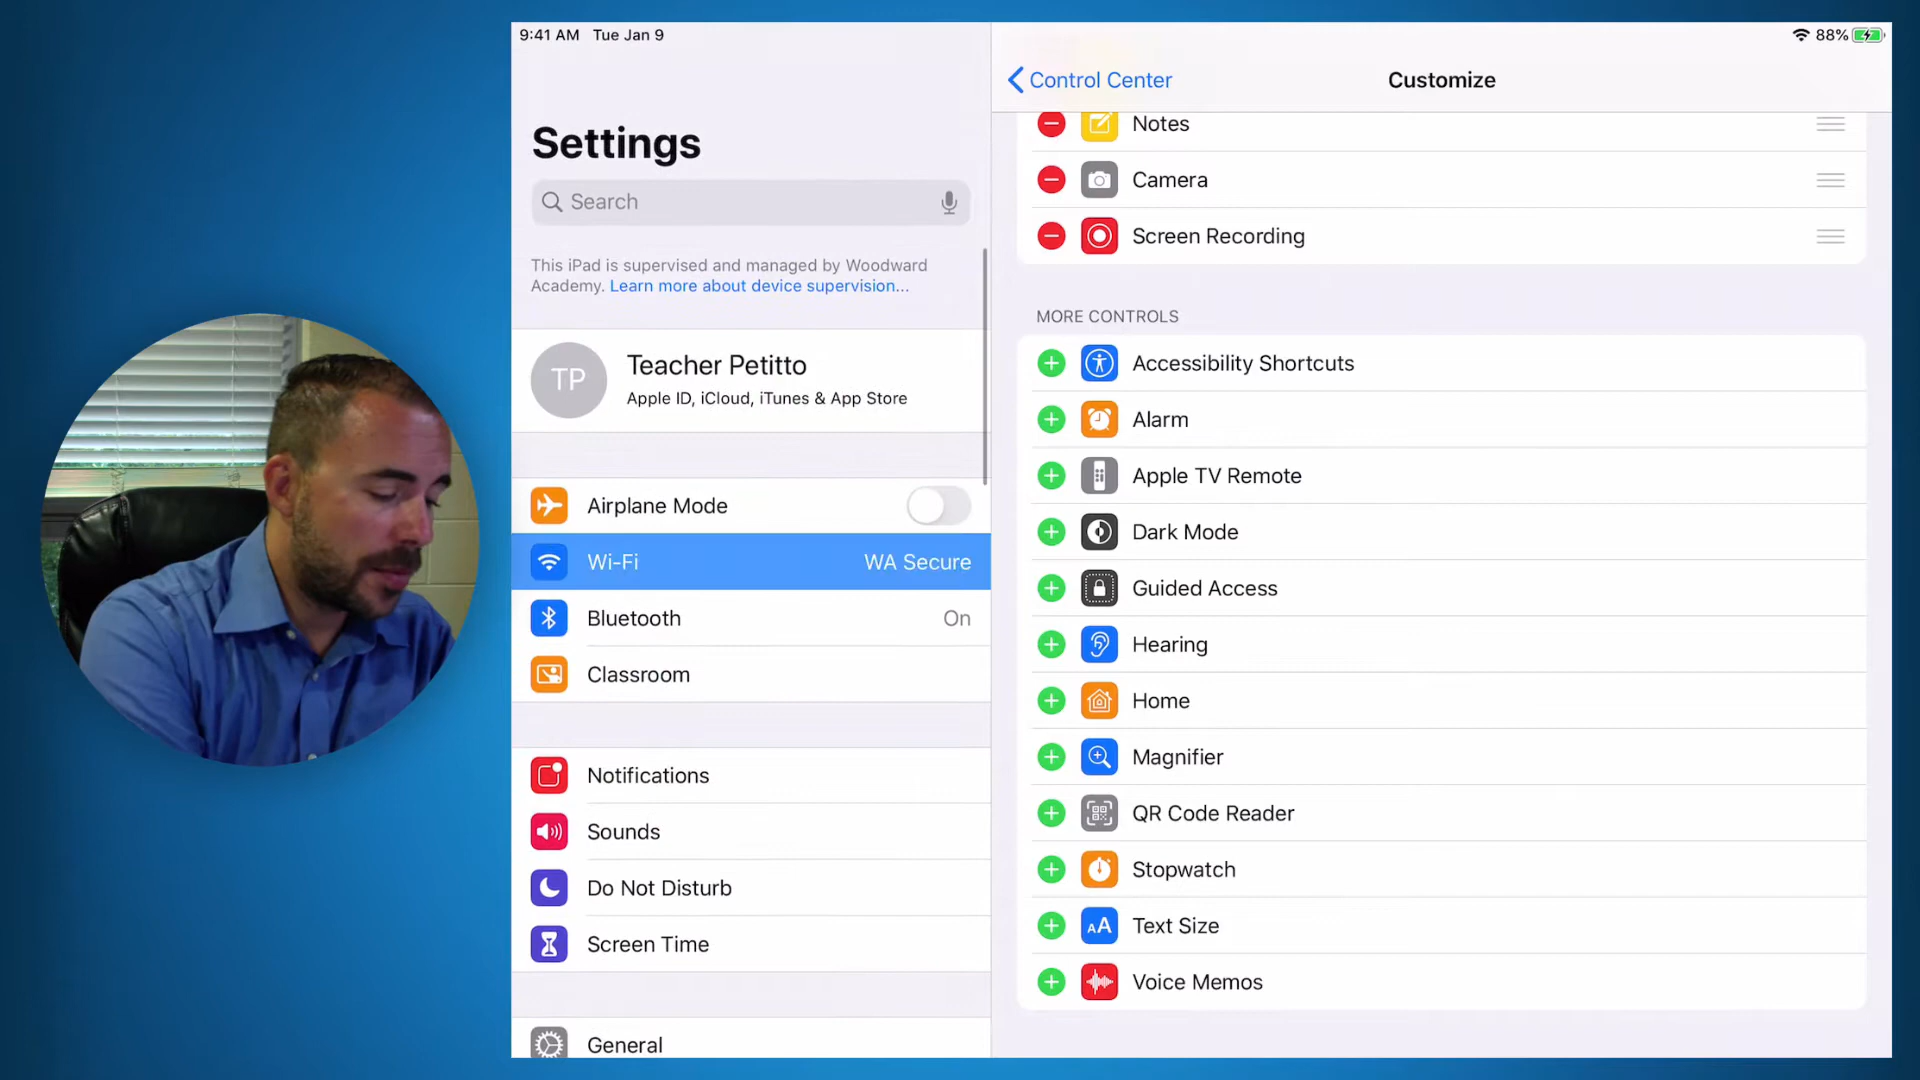 9:41 AM Tue Jan 9
88%
Settings
Search
This iPad is supervised and managed by Woodward
Academy. Learn more about device supervision...
TP
Teacher Petitto
Apple ID, iCloud, iTunes & App Store
Airplane Mode
Wi-Fi WA Secure
Bluetooth On
Classroom
Notifications
Sounds
Do Not Disturb
Screen Time
General
Control Center
Customize
Notes
Camera
Screen Recording
MORE CONTROLS
Accessibility Shortcuts
Alarm
Apple TV Remote
Dark Mode
Guided Access
Hearing
Home
Magnifier
QR Code Reader
Stopwatch
AA Text Size
Voice Memos